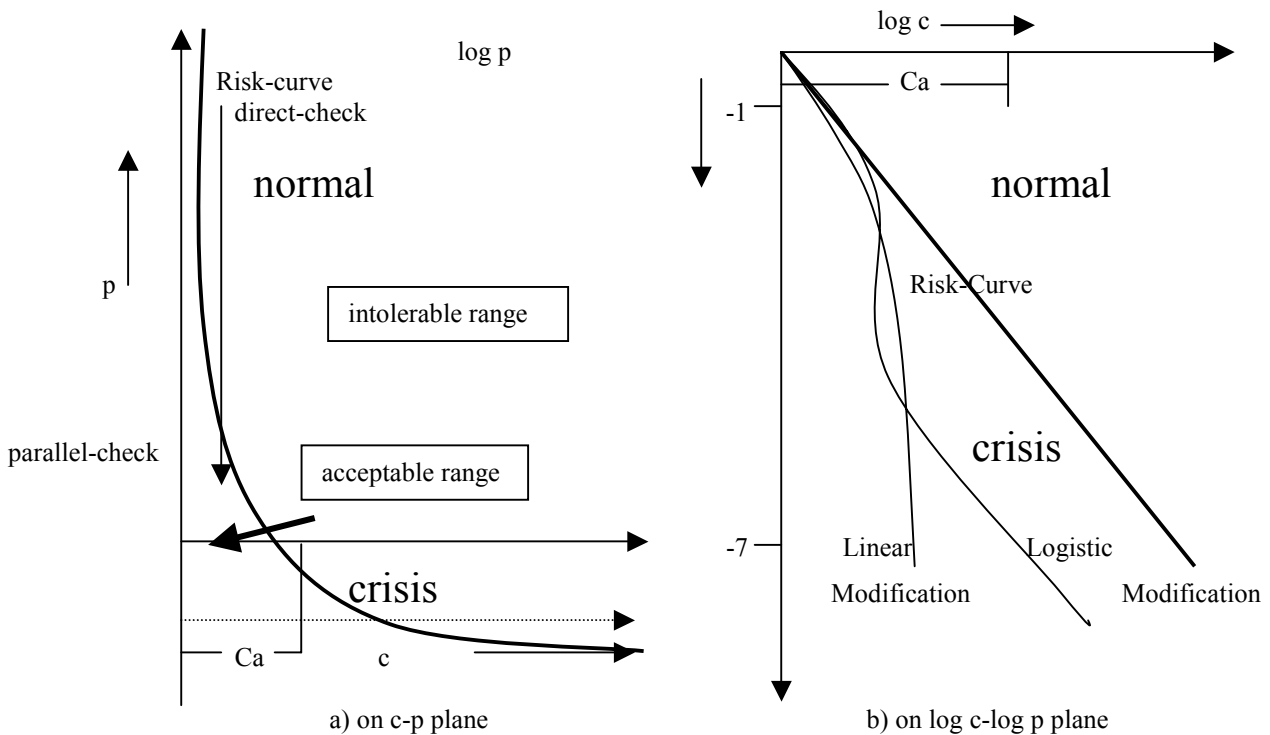 log p
Risk-curve
direct-check
normal
p
intolerable range
parallel-check
acceptable range
crisis
Ca
c
a) on c-p plane
log c
Ca
-1
normal
Risk-Curve
crisis
-7
Linear
Logistic
Modification
Modification
b) on log c-log p plane